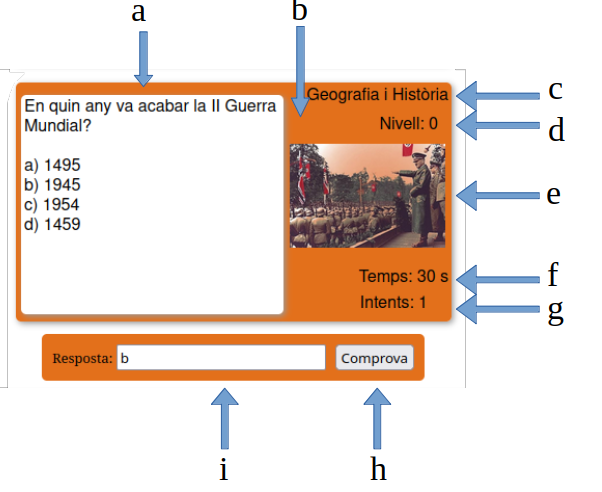 a
b
Geografia i Història
c
En quin any va acabar la II Guerra
Mundial?
Nivell: 0
d
a) 1495
b) 1945
c) 1954
d) 1459
e
Temps: 30 s
f
Intents: 1
g
Resposta: b Comprova
i
h